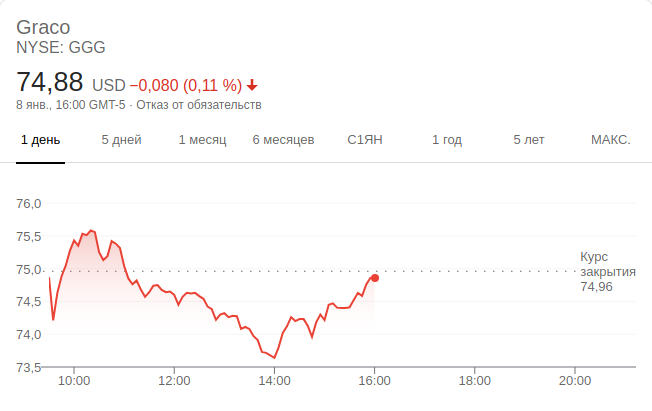 Graco
NYSE: GGG
74,88 USD −0,080 (0,11 %)
8 янв., 16:00 GMT-5 · Отказ от обязательств
1 день 5 дней 1 месяц 6 месяцев С1ЯН 1 год 5 лет МАКС.
76,0
75,5
75,0
74,5
74,0
73,5
Курс
закрытия
74,96
10:00 12:00 14:00 16:00 18:00 20:00